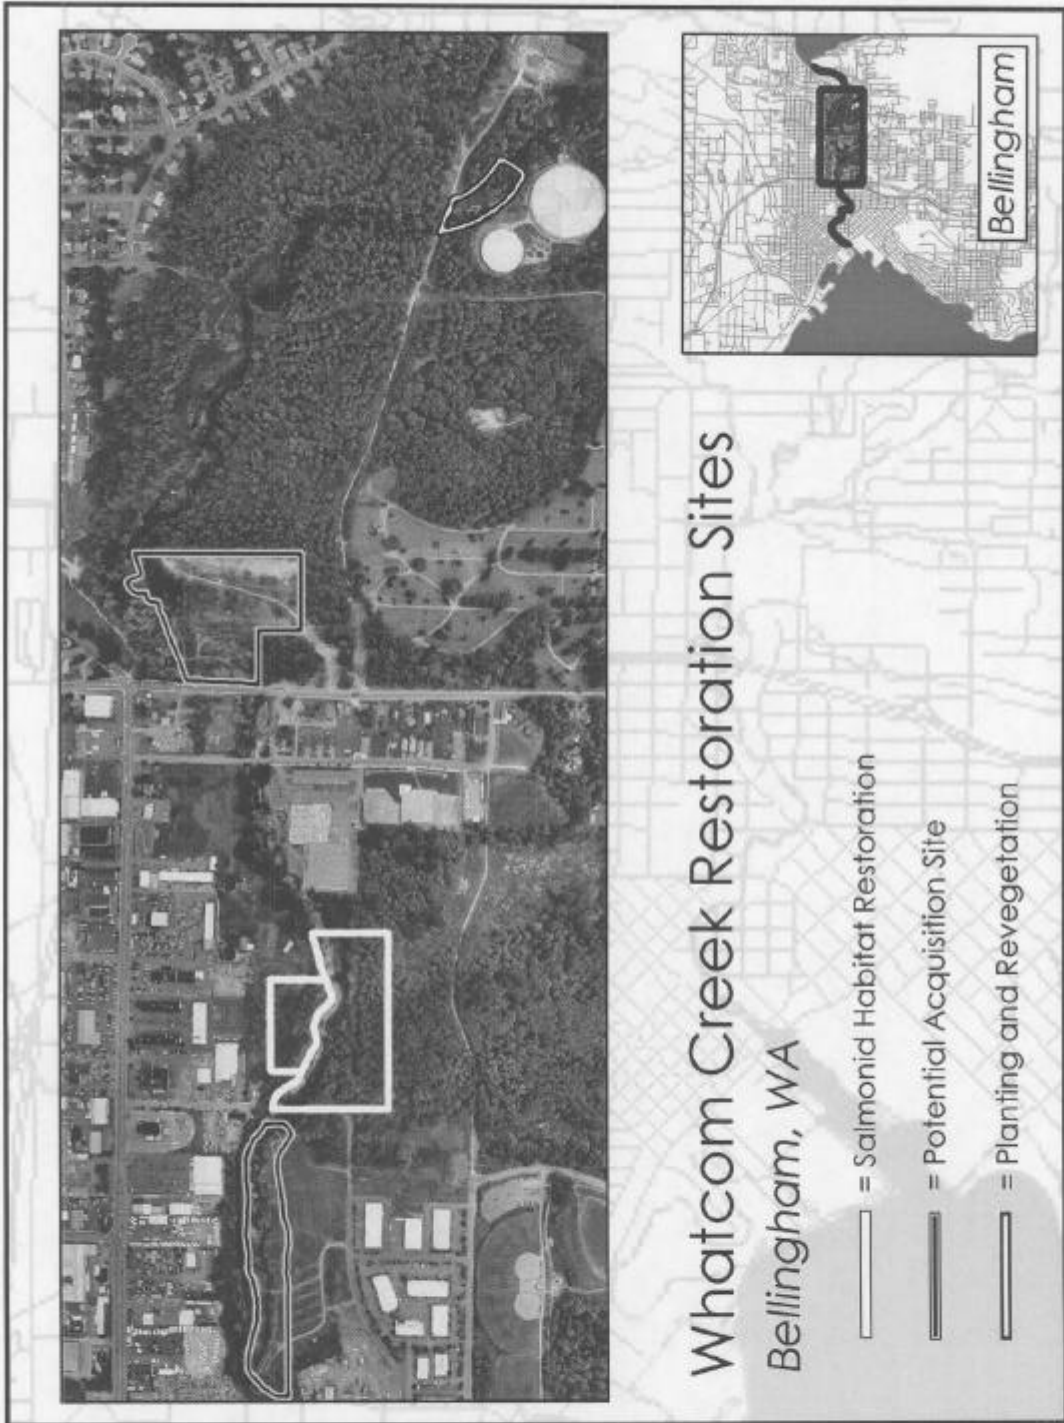 Whatcom Creek Restoration Sites
Bellingham, WA
= Salmonid Habitat Restoration
= Potential Acquisition Site
= Planting and Revegetation
Bellingham